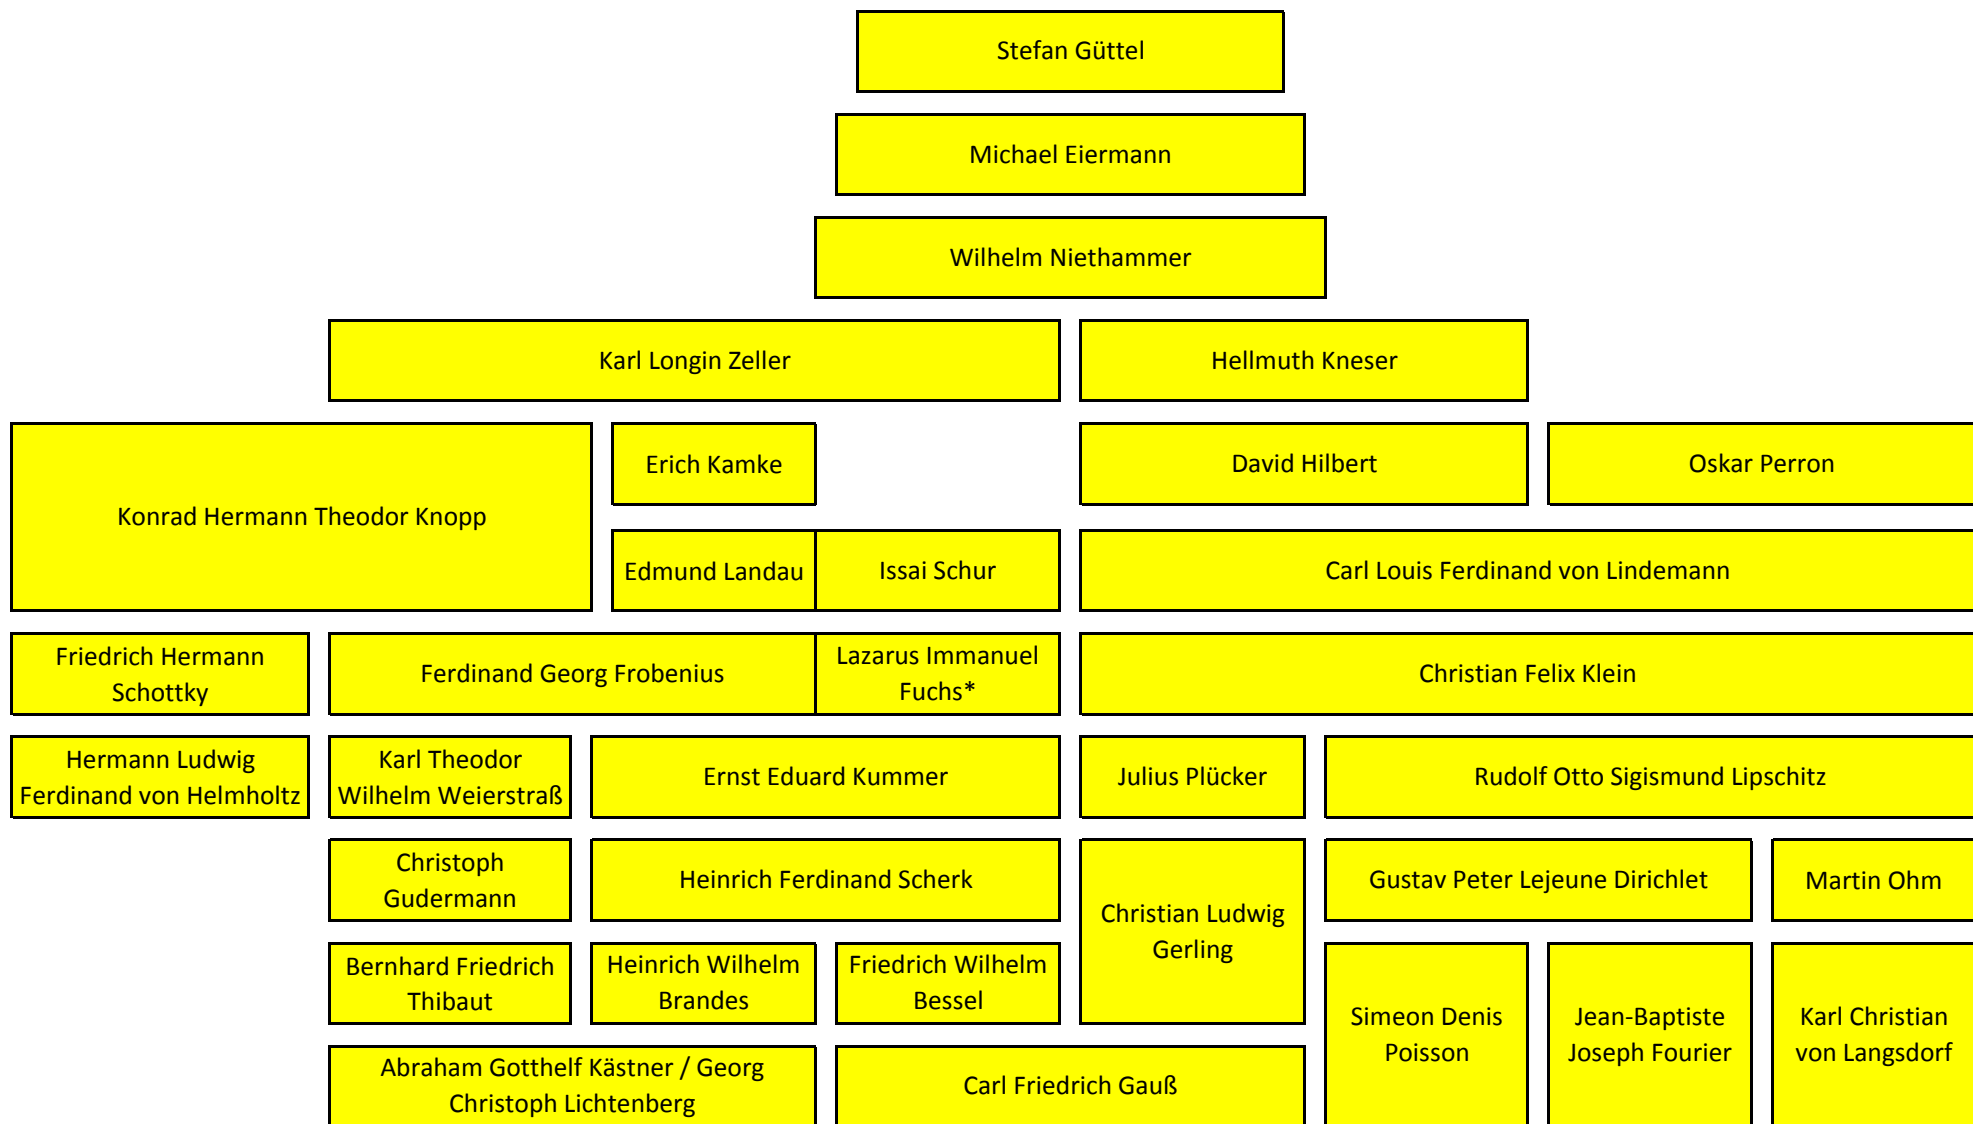 Stefan Güttel
Michael Eiermann
Wilhelm Niethammer
Karl Longin Zeller
Hellmuth Kneser
Konrad Hermann Theodor Knopp
Erich Kamke
David Hilbert
Oskar Perron
Edmund Landau
Issai Schur
Carl Louis Ferdinand von Lindemann
Friedrich Hermann
Schottky
Ferdinand Georg Frobenius
Lazarus Immanuel
Fuchs*
Christian Felix Klein
Hermann Ludwig
Ferdinand von Helmholtz
Karl Theodor
Wilhelm Weierstraß
Ernst Eduard Kummer
Julius Plücker
Rudolf Otto Sigismund Lipschitz
Christoph
Gudermann
Heinrich Ferdinand Scherk
Christian Ludwig
Gerling
Gustav Peter Lejeune Dirichlet
Martin Ohm
Bernhard Friedrich
Thibaut
Heinrich Wilhelm
Brandes
Friedrich Wilhelm
Bessel
Simeon Denis
Poisson
Jean-Baptiste
Joseph Fourier
Karl Christian
von Langsdorf
Abraham Gotthelf Kästner / Georg
Christoph Lichtenberg
Carl Friedrich Gauß